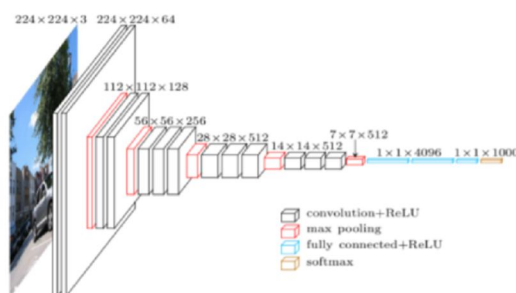 224×224×3 224×224×64
112×112×128
56×56×256
28×28×512
14×14×512
7×7×512
1×1×4096 1×1×1000
convolution+ReLU
max pooling
fully connected+ReLU
softmax